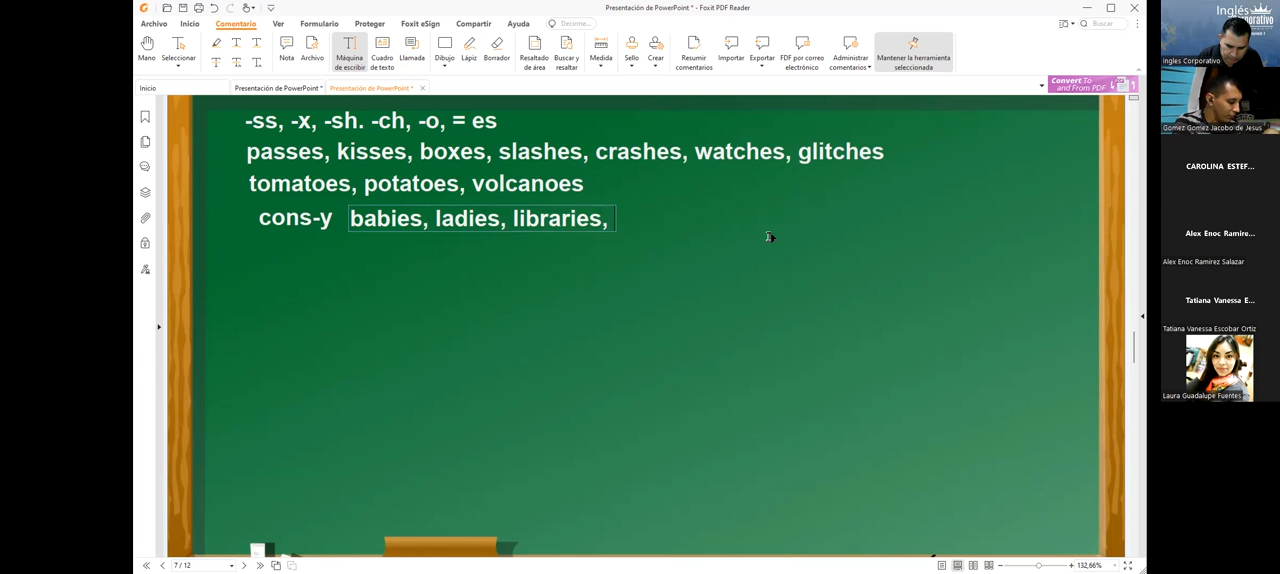 Presentación de PowerPoint * - Foxit PDF Reader
Archivo Inicio Comentario Ver Formulario Proteger Foxit eSign Compartir Ayuda Decirme... Buscar
Mano Seleccionar Nota Archivo Máquina de escribir Cuadro de texto Llamada Dibujo Lápiz Borrador Resaltado de área Buscar y resaltar Medida Sello Crear Resumir comentarios Importar Exportar PDF por correo electrónico Administrar comentarios Mantener la herramienta seleccionada
Inicio Presentación de PowerPoint * Presentación de PowerPoint * Convert To and From PDF
-ss, -x, -sh. -ch, -o, = es
passes, kisses, boxes, slashes, crashes, watches, glitches
tomatoes, potatoes, volcanoes
cons-y babies, ladies, libraries,
7 / 12 132,66%
Inglés Corporativo
Inglés Corporativo
Gomez Gomez Jacobo de Jesus
CAROLINA ESTEF...
Alex Enoc Ramire...
Alex Enoc Ramirez Salazar
Tatiana Vanessa E...
Tatiana Vanessa Escobar Ortiz
Laura Guadalupe Fuentes